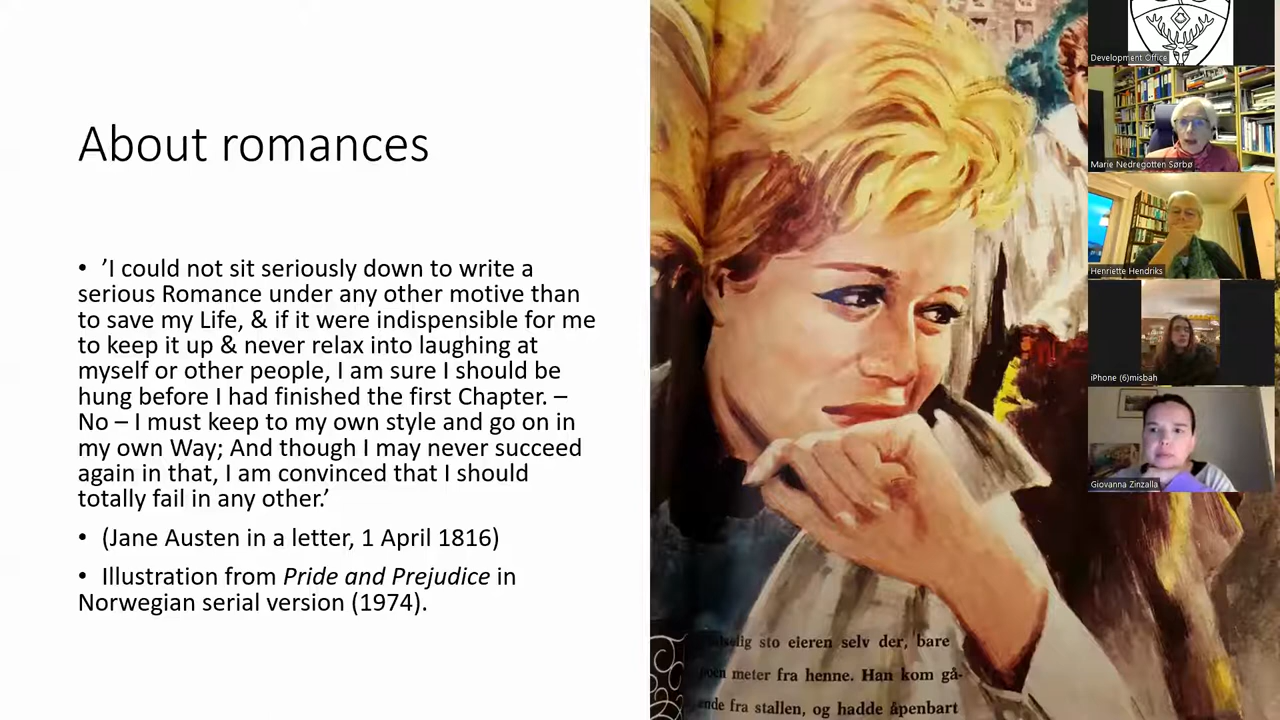 About romances
• ’I could not sit seriously down to write a
serious Romance under any other motive than
to save my Life, & if it were indispensible for me
to keep it up & never relax into laughing at
myself or other people, I am sure I should be
hung before I had finished the first Chapter. –
No – I must keep to my own style and go on in
my own Way; And though I may never succeed
again in that, I am convinced that I should
totally fail in any other.’
• (Jane Austen in a letter, 1 April 1816)
• Illustration from Pride and Prejudice in
Norwegian serial version (1974).
sto eieren selv der, bare
meter fra henne. Han kom gå-
ende fra stallen, og hadde åpenbart
Development Office
Marie Nedregotten Sørbø
Henriette Hendriks
iPhone (6)misbah
Giovanna Zinzalla